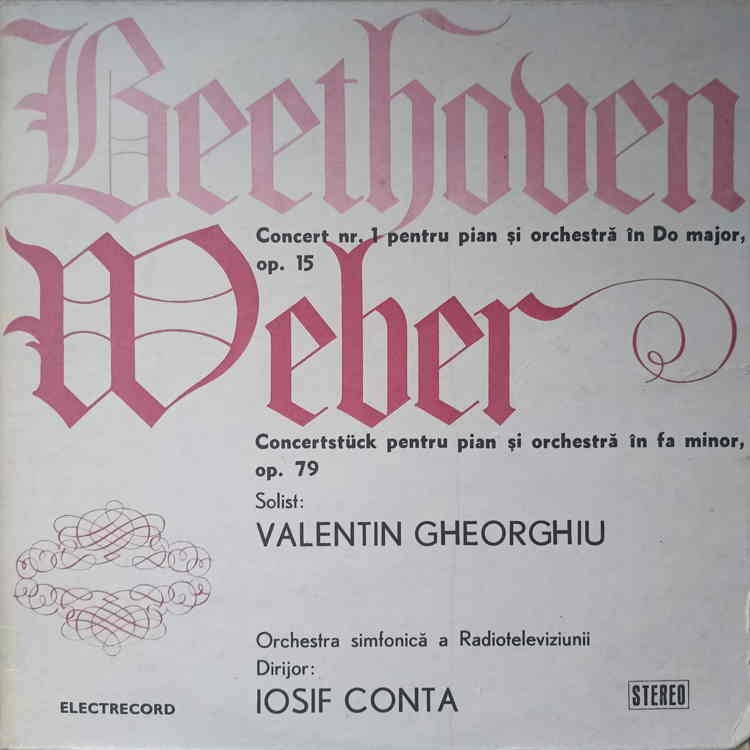 Beethoven
Concert nr. 1 pentru pian și orchestră în Do major,
op. 15
Weber
Concertstück pentru pian și orchestră în fa minor,
op. 79
Solist:
VALENTIN GHEORGHIU
Orchestra simfonică a Radioteleviziunii
Dirijor:
IOSIF CONTA
ELECTRECORD
STEREO